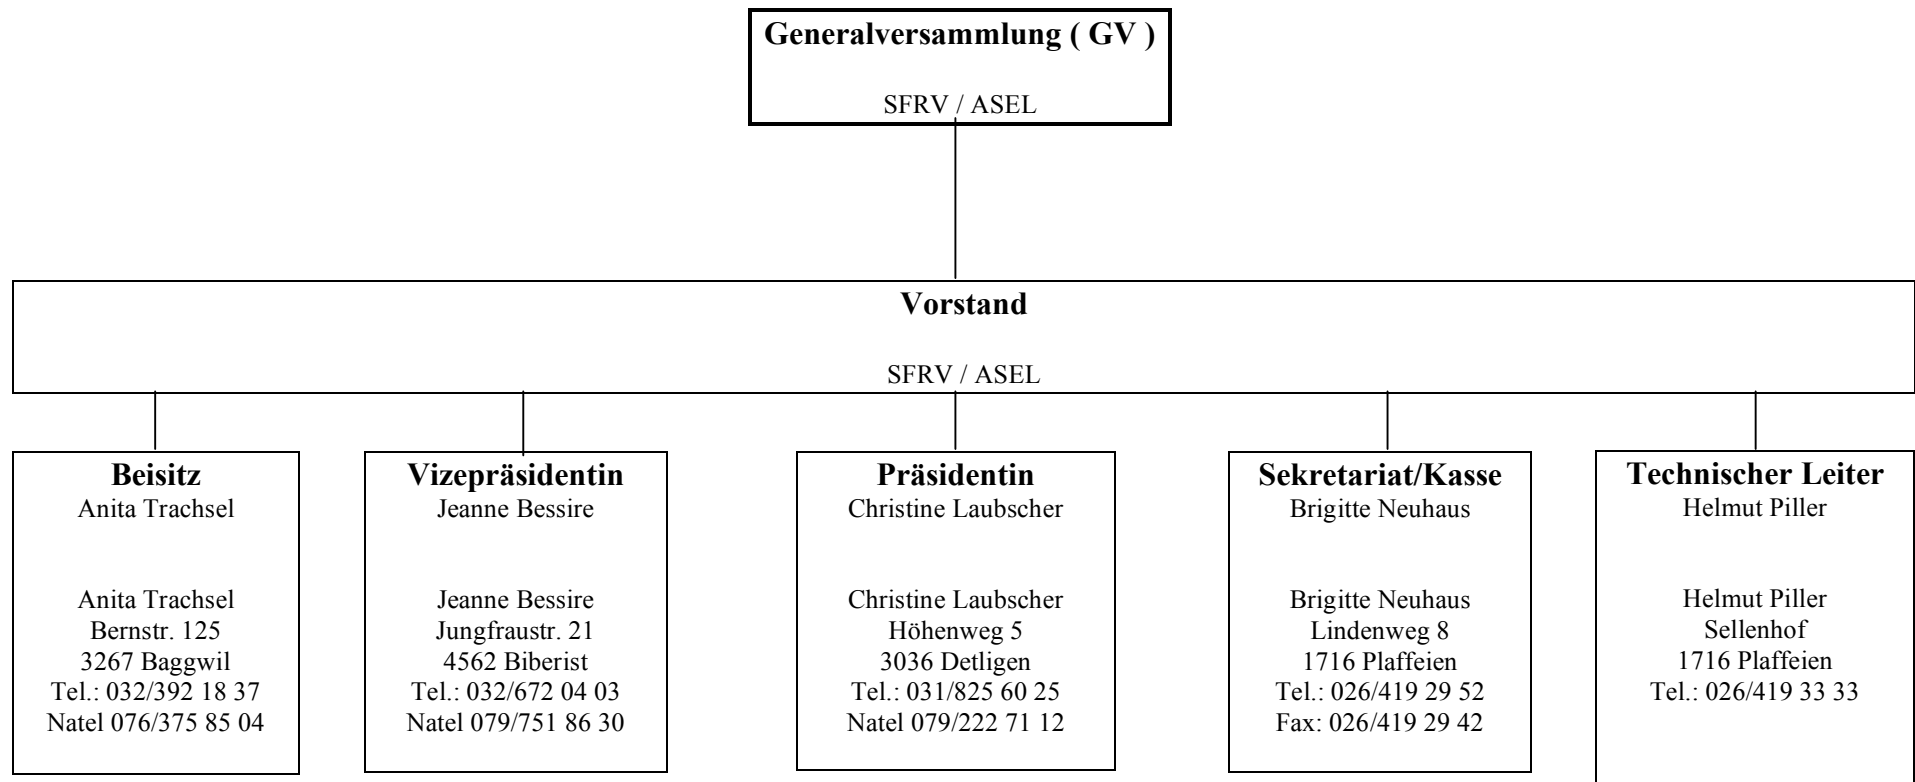 Generalversammlung ( GV )
SFRV / ASEL
Vorstand
SFRV / ASEL
Beisitz
Anita Trachsel
Anita Trachsel
Bernstr. 125
3267 Baggwil
Tel.: 032/392 18 37
Natel 076/375 85 04
Vizepräsidentin
Jeanne Bessire
Jeanne Bessire
Jungfraustr. 21
4562 Biberist
Tel.: 032/672 04 03
Natel 079/751 86 30
Präsidentin
Christine Laubscher
Christine Laubscher
Höhenweg 5
3036 Detligen
Tel.: 031/825 60 25
Natel 079/222 71 12
Sekretariat/Kasse
Brigitte Neuhaus
Brigitte Neuhaus
Lindenweg 8
1716 Plaffeien
Tel.: 026/419 29 52
Fax: 026/419 29 42
Technischer Leiter
Helmut Piller
Helmut Piller
Sellenhof
1716 Plaffeien
Tel.: 026/419 33 33